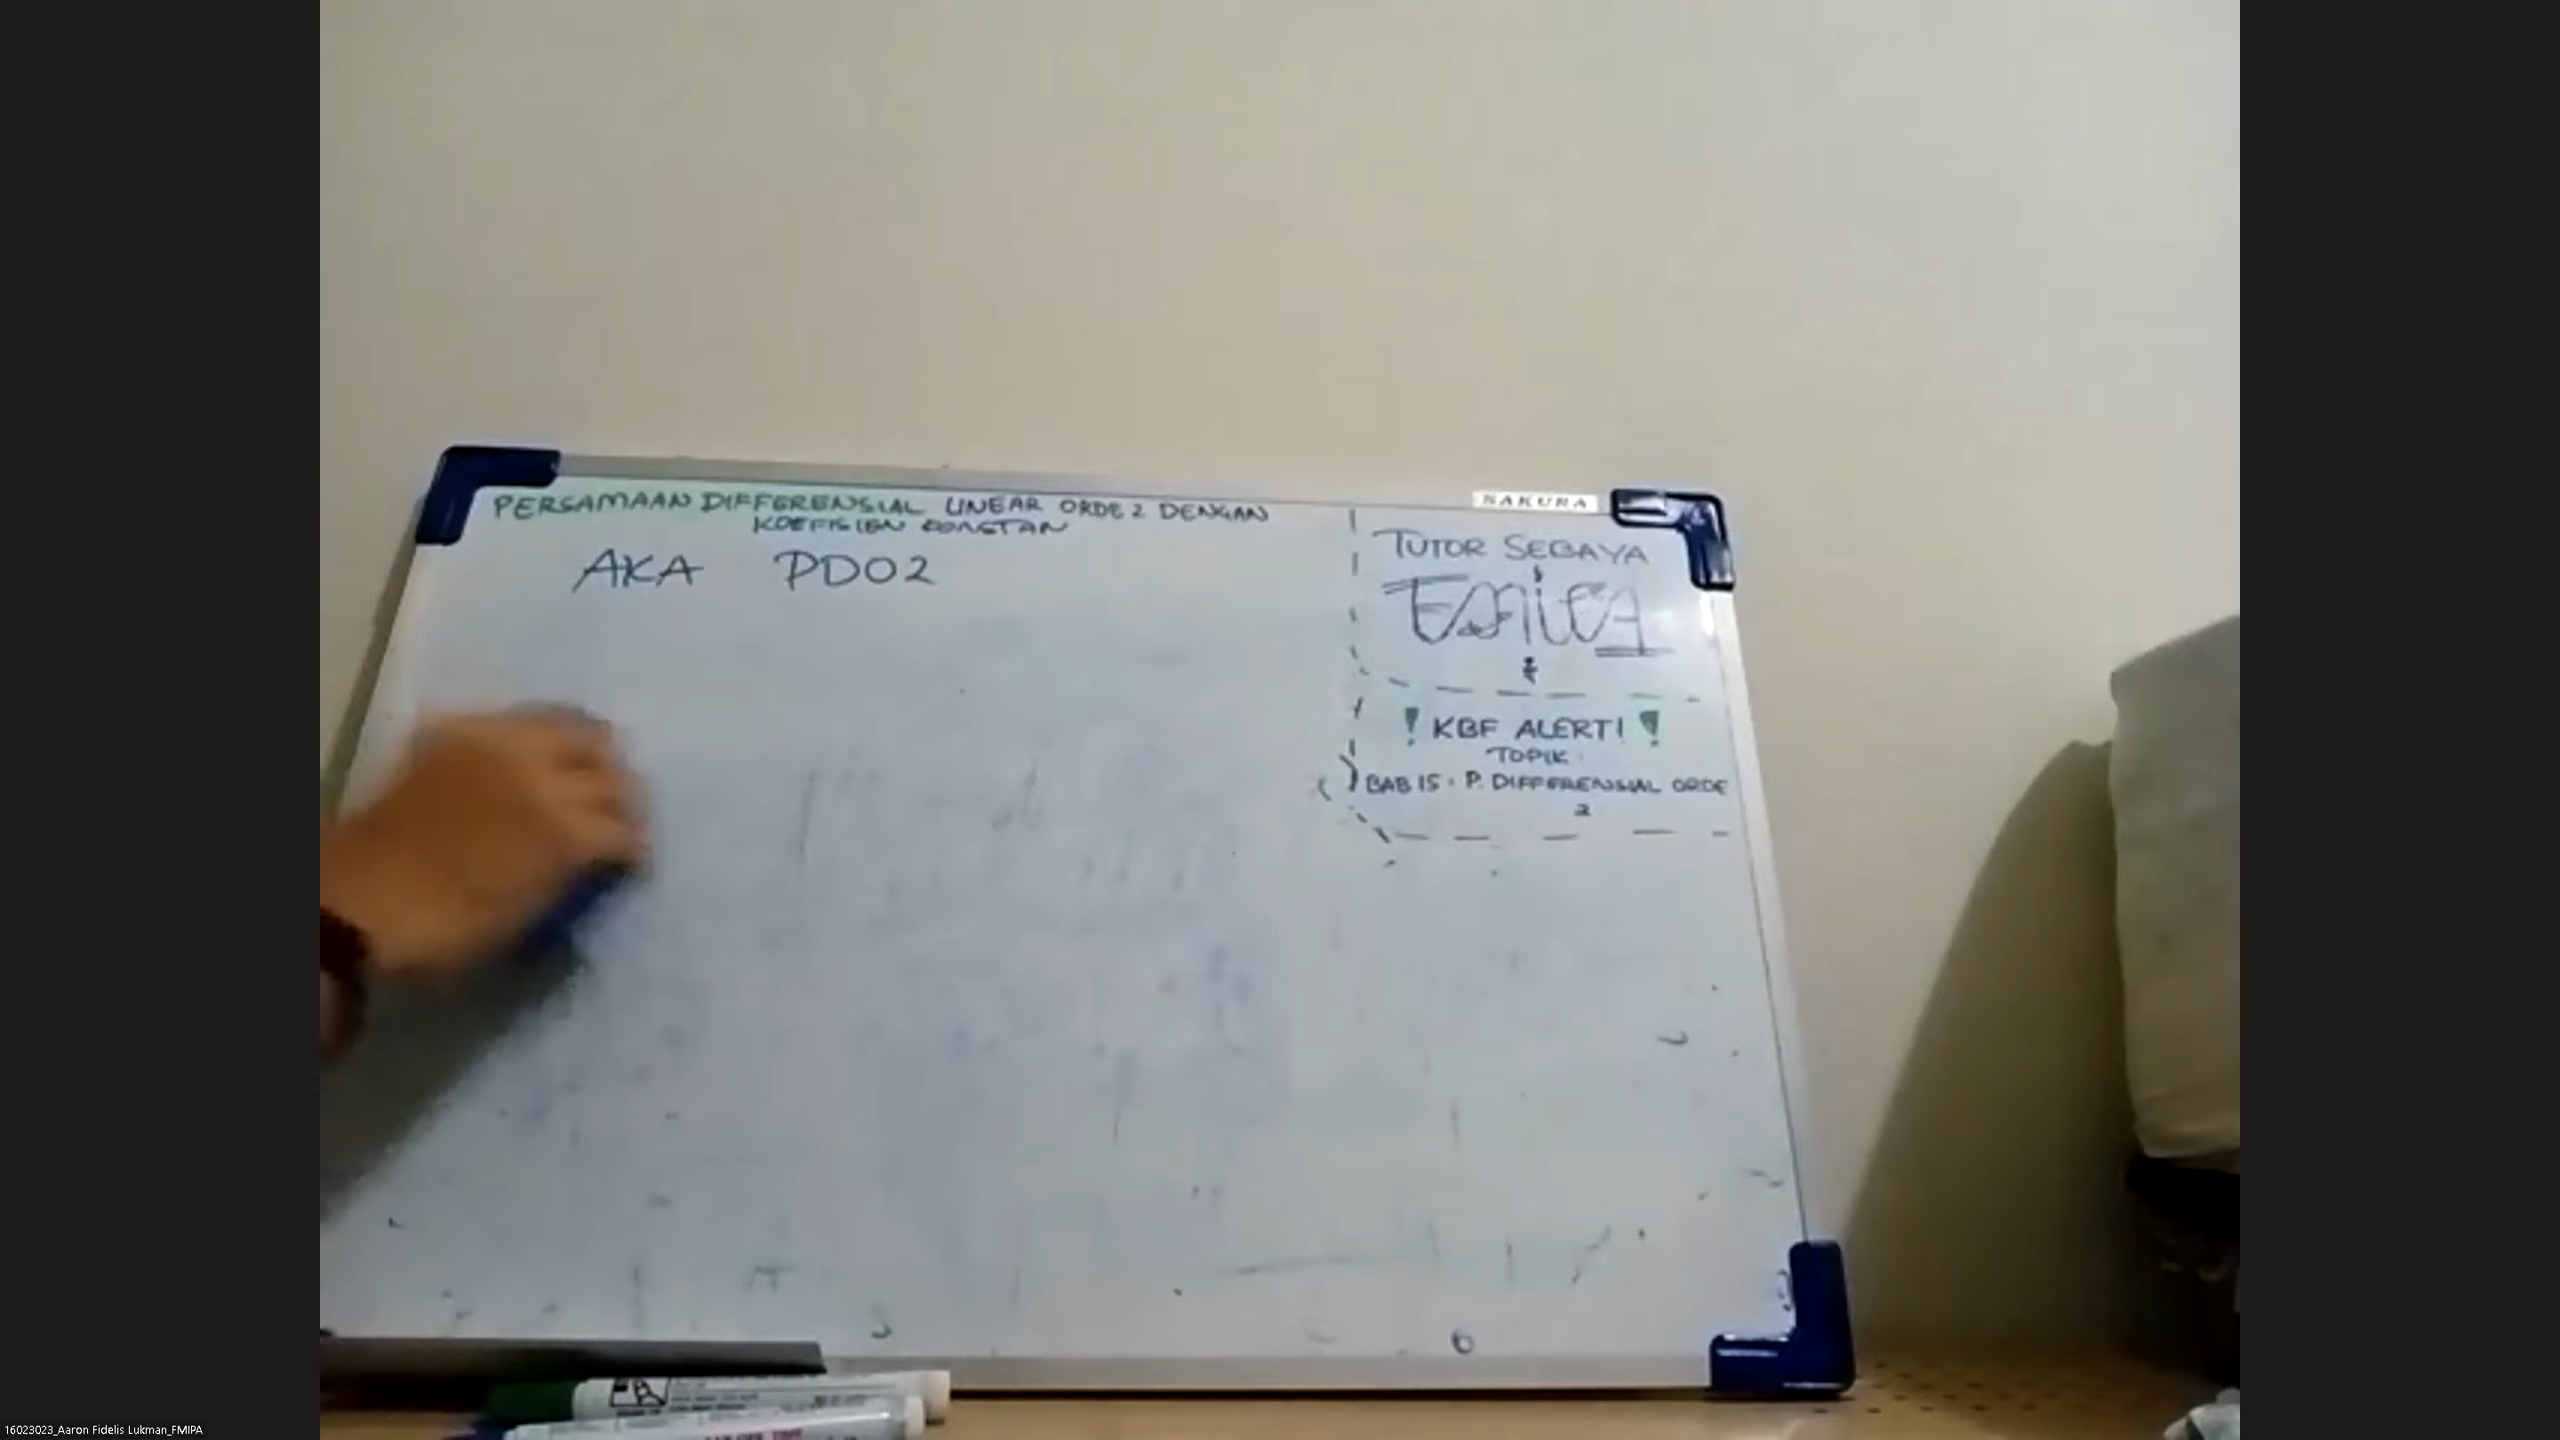 PERSAMAAN DIFFERENSIAL LINEAR ORDE 2 DENGAN
KOEFISIEN KONSTAN
AKA PDO2
SAKURA
TUTOR SEBAYA
! KBF ALERT! !
TOPIK:
BAB 15. P. DIFFERENSIAL ORDE
2
16023023_Aaron Fidelis Lukman_FMIPA